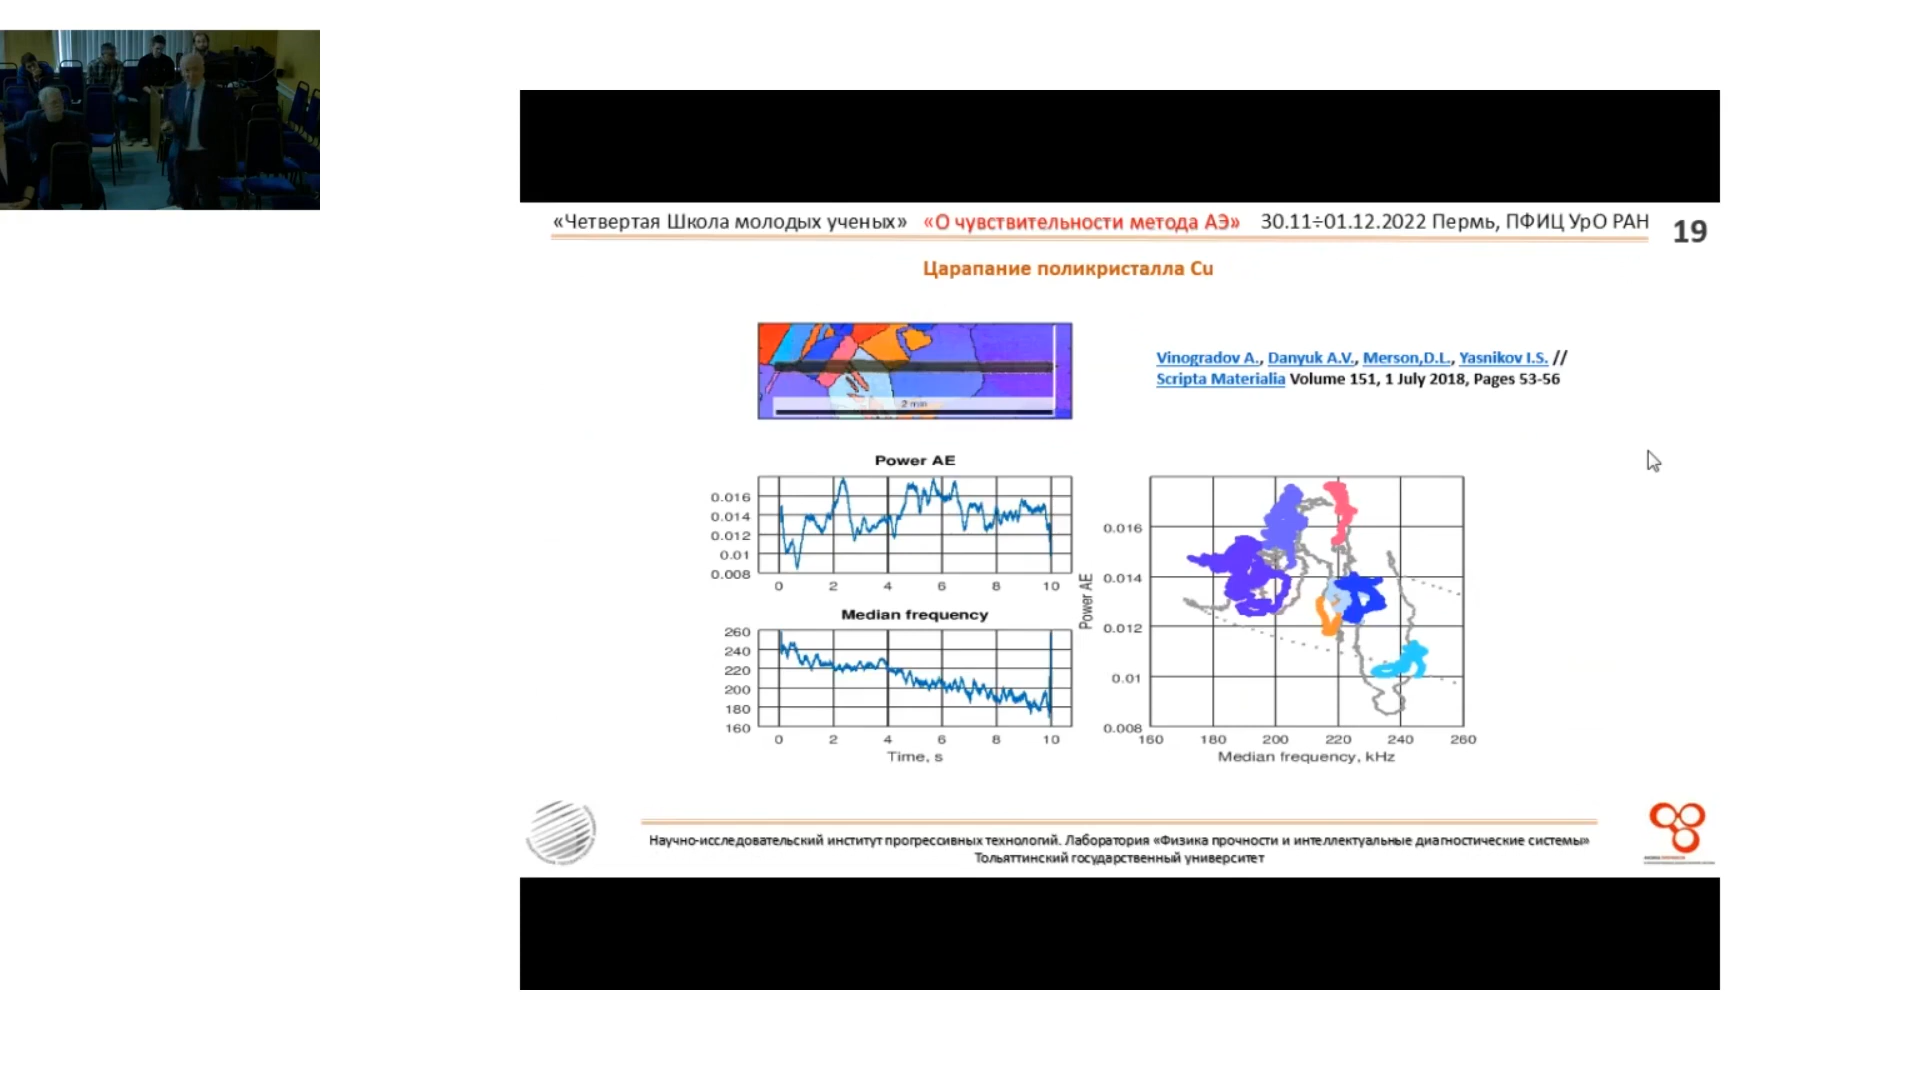 «Четвертая Школа молодых ученых» «О чувствительности метода АЭ» 30.11÷01.12.2022 Пермь, ПФИЦ УрО РАН
19
Царапание поликристалла Cu
2 mm
Vinogradov A., Danyuk A.V., Merson,D.L., Yasnikov I.S. //
Scripta Materialia Volume 151, 1 July 2018, Pages 53-56
Power AE
0.016
0.014
0.012
0.01
0.008
0 2 4 6 8 10
Median frequency
260
240
220
200
180
160
0 2 4 6 8 10
Time, s
Power AE
0.016
0.014
0.012
0.01
0.008
160 180 200 220 240 260
Median frequency, kHz
Научно-исследовательский институт прогрессивных технологий. Лаборатория «Физика прочности и интеллектуальные диагностические системы»
Тольяттинский государственный университет